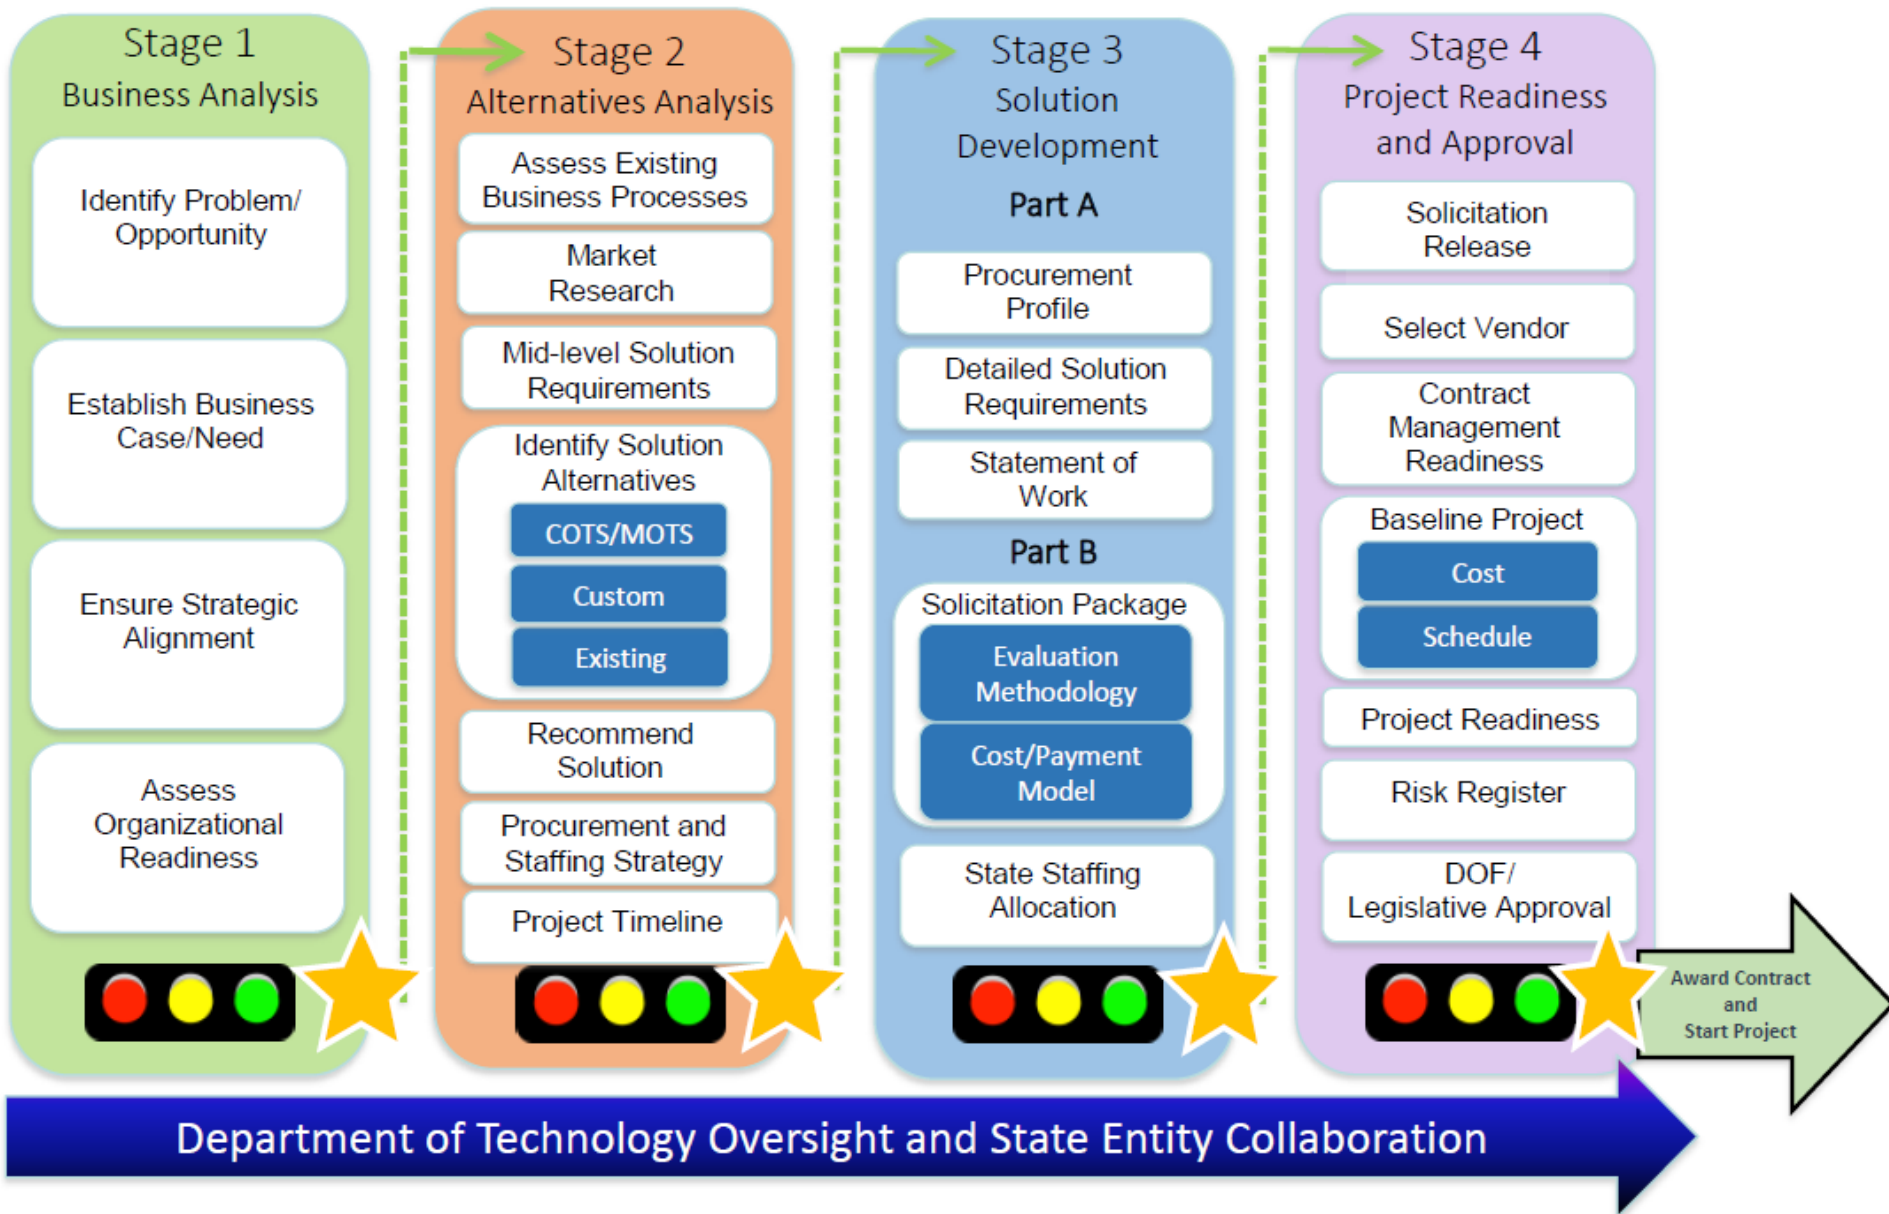 Stage 1
Business Analysis
Identify Problem/
Opportunity
Establish Business
Case/Need
Ensure Strategic
Alignment
Assess
Organizational
Readiness
Stage 2
Alternatives Analysis
Assess Existing
Business Processes
Market
Research
Mid-level Solution
Requirements
Identify Solution
Alternatives
COTS/MOTS
Custom
Existing
Recommend
Solution
Procurement and
Staffing Strategy
Project Timeline
Stage 3
Solution
Development
Part A
Procurement
Profile
Detailed Solution
Requirements
Statement of
Work
Part B
Solicitation Package
Evaluation
Methodology
Cost/Payment
Model
State Staffing
Allocation
Stage 4
Project Readiness
and Approval
Solicitation
Release
Select Vendor
Contract
Management
Readiness
Baseline Project
Cost
Schedule
Project Readiness
Risk Register
DOF/
Legislative Approval
Award Contract
and
Start Project
Department of Technology Oversight and State Entity Collaboration